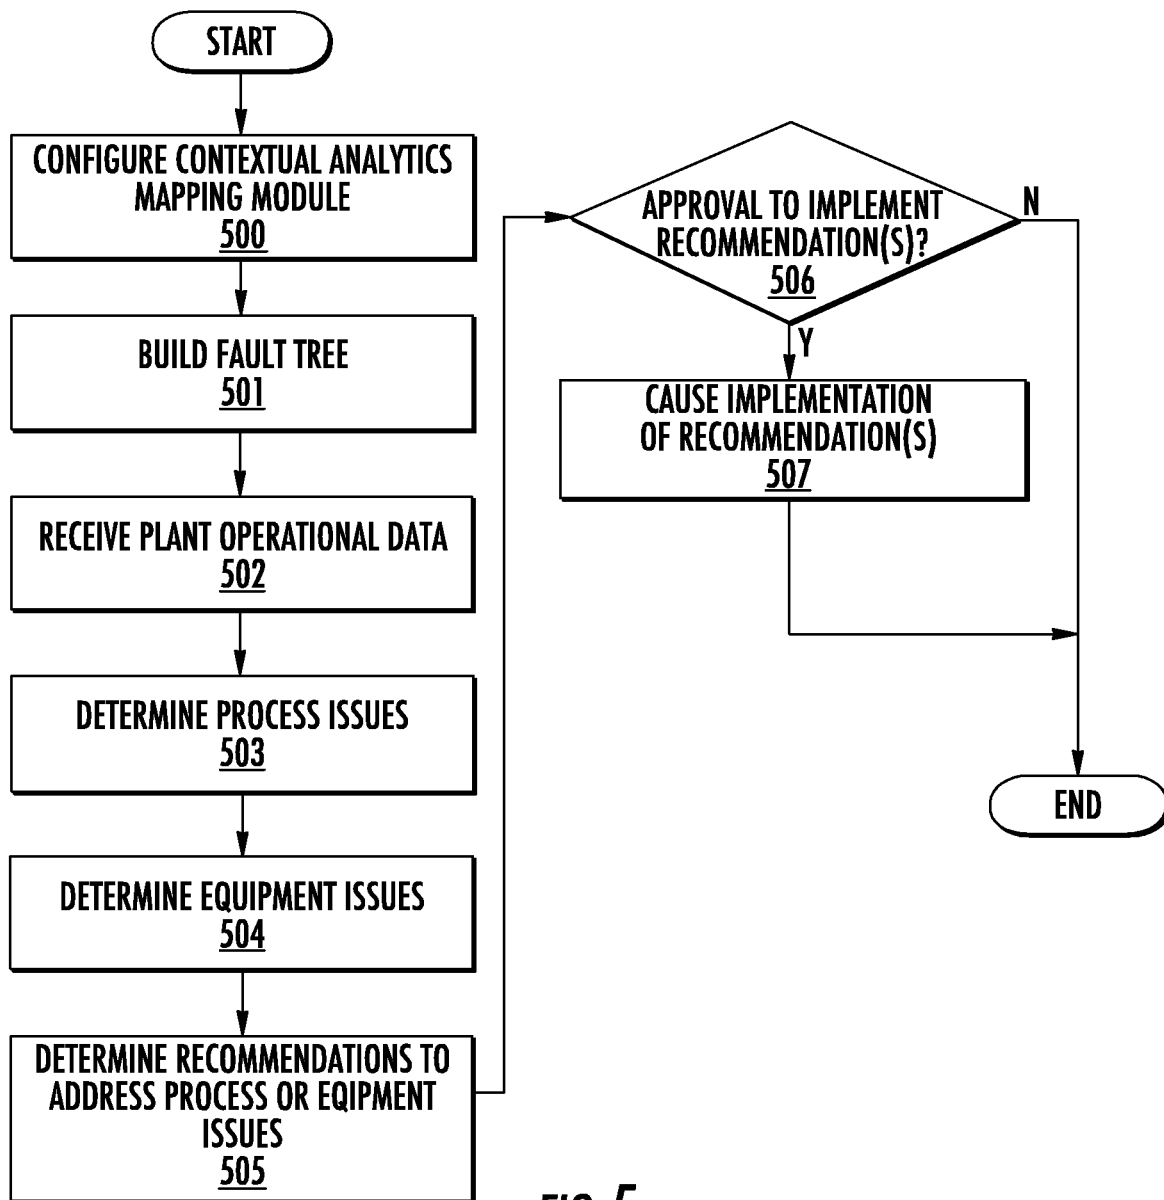 START
CONFIGURE CONTEXTUAL ANALYTICS
MAPPING MODULE
500
BUILD FAULT TREE
501
RECEIVE PLANT OPERATIONAL DATA
502
DETERMINE PROCESS ISSUES
503
DETERMINE EQUIPMENT ISSUES
504
DETERMINE RECOMMENDATIONS TO
ADDRESS PROCESS OR EQIPMENT
ISSUES
505
APPROVAL TO IMPLEMENT
RECOMMENDATION(S)?
506
N
Y
CAUSE IMPLEMENTATION
OF RECOMMENDATION(S)
507
END
FIG. 5